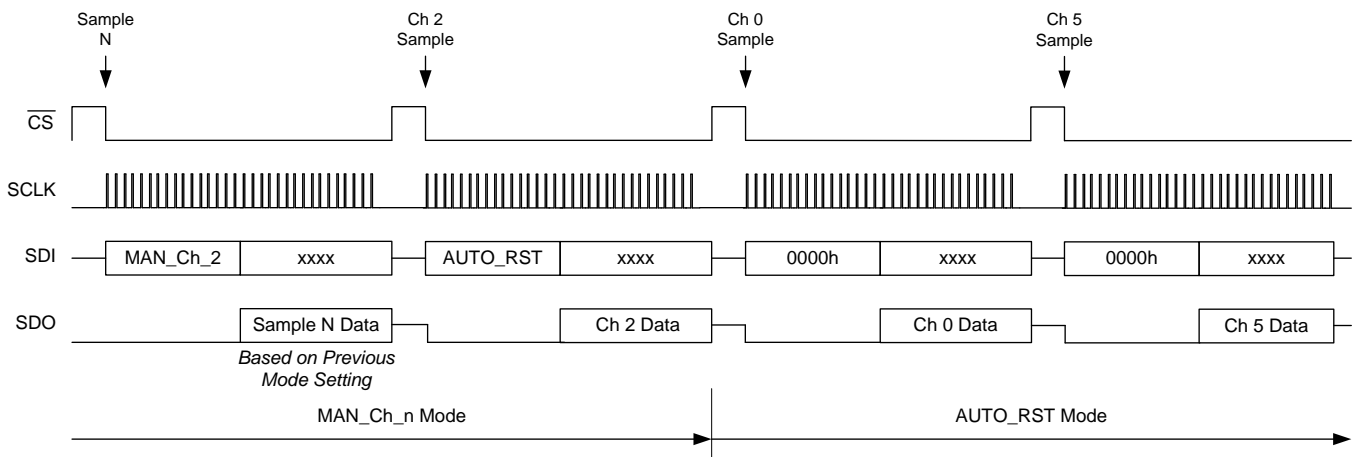 Sample
N
Ch 2
Sample
Ch 0
Sample
Ch 5
Sample
CS
SCLK
SDI
MAN_Ch_2
xxxx
AUTO_RST
xxxx
0000h
xxxx
0000h
xxxx
SDO
Sample N Data
Ch 2 Data
Ch 0 Data
Ch 5 Data
Based on Previous
Mode Setting
MAN_Ch_n Mode
AUTO_RST Mode